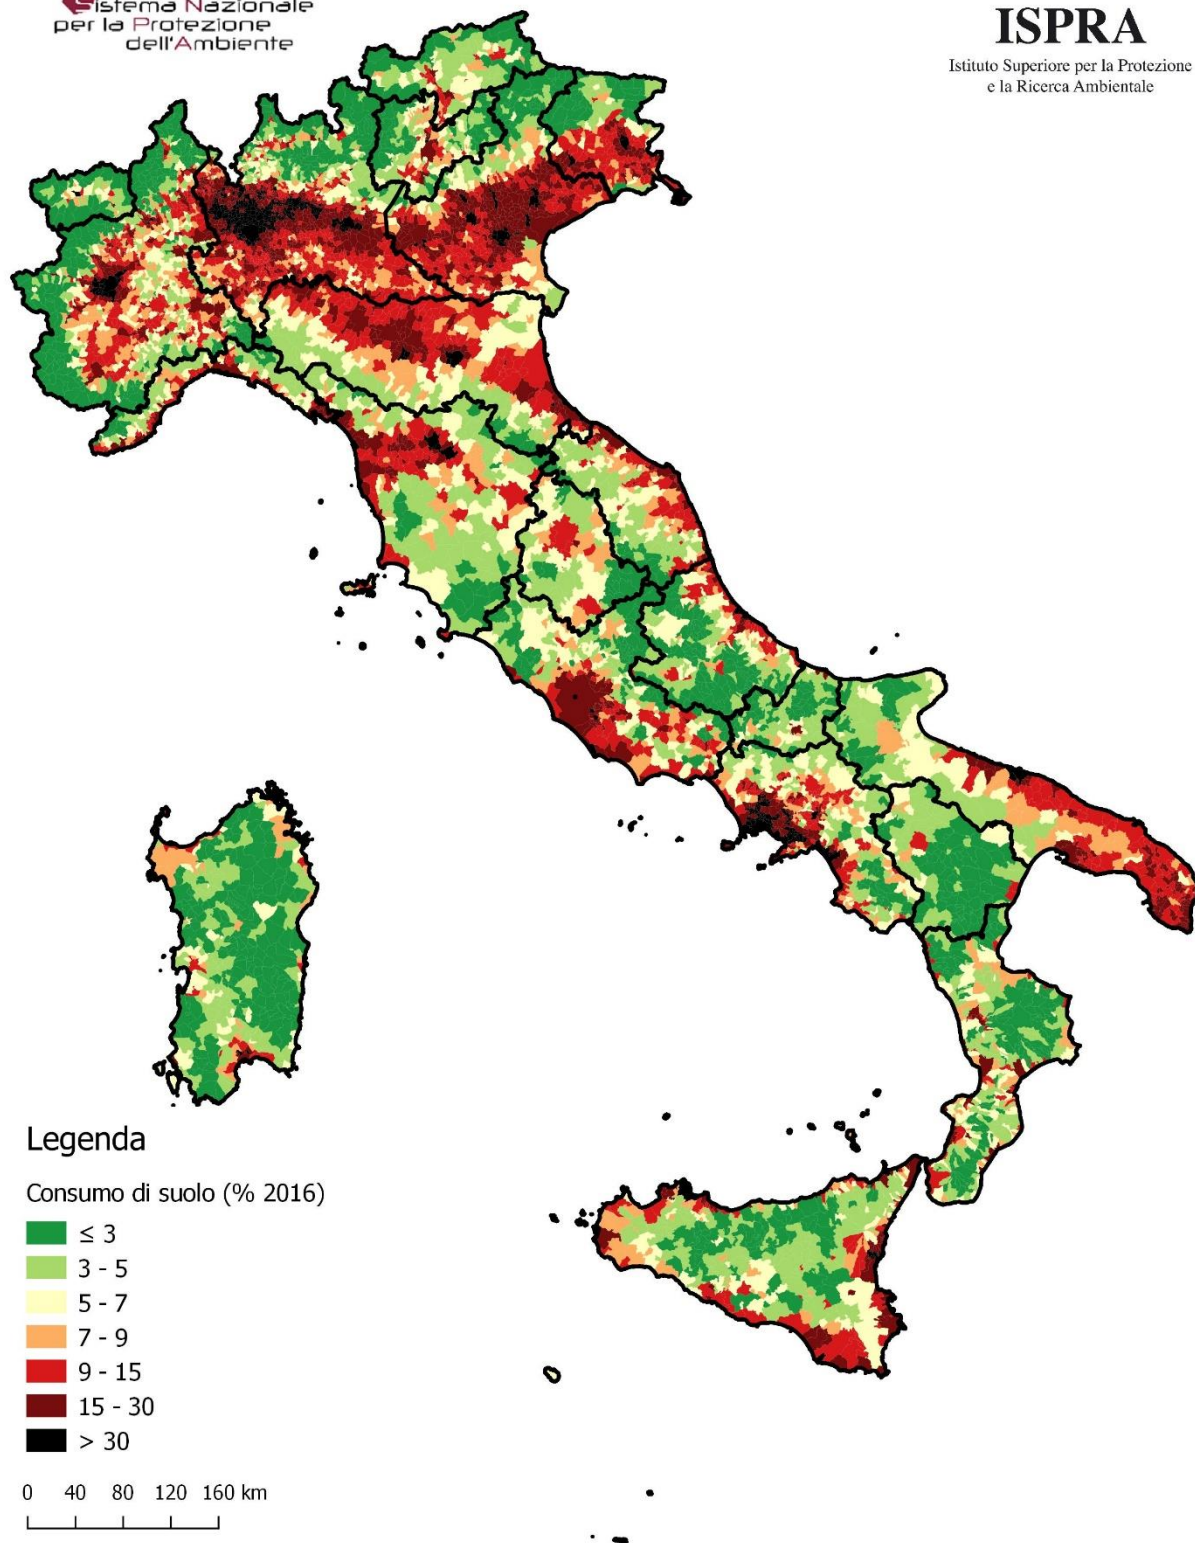 Sistema Nazionale
per la Protezione
dell'Ambiente
ISPRA
Istituto Superiore per la Protezione
e la Ricerca Ambientale
Legenda
Consumo di suolo (% 2016)
≤ 3
3 - 5
5 - 7
7 - 9
9 - 15
15 - 30
> 30
0 40 80 120 160 km